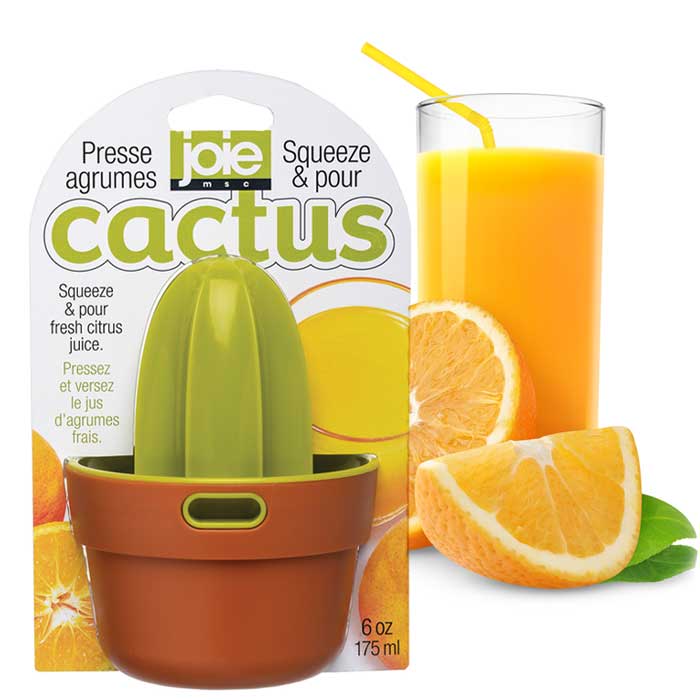 Presse
agrumes
joie
msc
Squeeze
& pour
cactus
Squeeze
& pour
fresh citrus
juice.
Pressez
et versez
le jus
d'agrumes
frais.
6 oz
175 ml